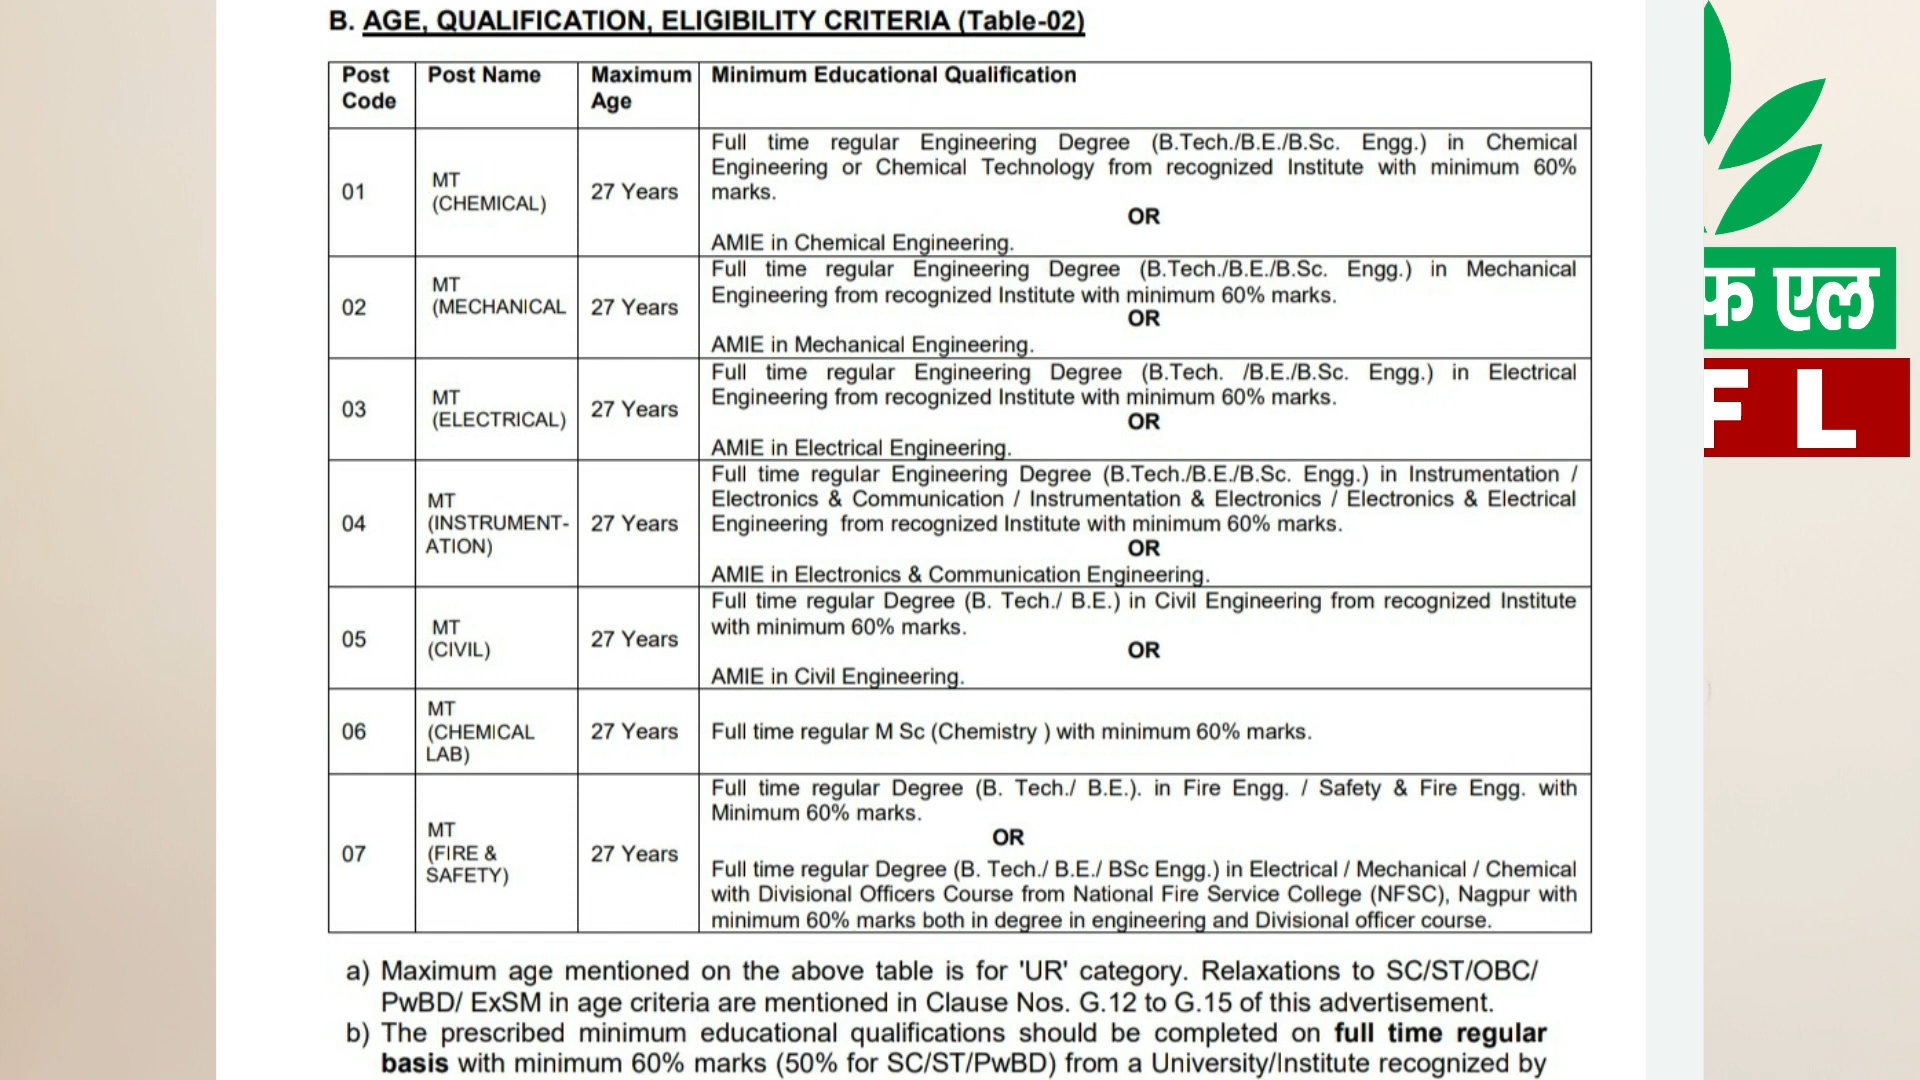 B. AGE, QUALIFICATION, ELIGIBILITY CRITERIA (Table-02)
Post Code
Post Name
Maximum Age
Minimum Educational Qualification
01
MT
(CHEMICAL)
27 Years
Full time regular Engineering Degree (B.Tech./B.E./B.Sc. Engg.) in Chemical
Engineering or Chemical Technology from recognized Institute with minimum 60%
marks.
OR
AMIE in Chemical Engineering.
02
MT
(MECHANICAL
27 Years
Full time regular Engineering Degree (B.Tech./B.E./B.Sc. Engg.) in Mechanical
Engineering from recognized Institute with minimum 60% marks.
OR
AMIE in Mechanical Engineering.
03
MT
(ELECTRICAL)
27 Years
Full time regular Engineering Degree (B.Tech. /B.E./B.Sc. Engg.) in Electrical
Engineering from recognized Institute with minimum 60% marks.
OR
AMIE in Electrical Engineering.
04
MT
(INSTRUMENT-
ATION)
27 Years
Full time regular Engineering Degree (B.Tech./B.E./B.Sc. Engg.) in Instrumentation /
Electronics & Communication / Instrumentation & Electronics / Electronics & Electrical
Engineering from recognized Institute with minimum 60% marks.
OR
AMIE in Electronics & Communication Engineering.
05
MT
(CIVIL)
27 Years
Full time regular Degree (B. Tech./ B.E.) in Civil Engineering from recognized Institute
with minimum 60% marks.
OR
AMIE in Civil Engineering.
06
MT
(CHEMICAL
LAB)
27 Years
Full time regular M Sc (Chemistry ) with minimum 60% marks.
07
MT
(FIRE &
SAFETY)
27 Years
Full time regular Degree (B. Tech./ B.E.). in Fire Engg. / Safety & Fire Engg. with
Minimum 60% marks.
OR
Full time regular Degree (B. Tech./ B.E./ BSc Engg.) in Electrical / Mechanical / Chemical
with Divisional Officers Course from National Fire Service College (NFSC), Nagpur with
minimum 60% marks both in degree in engineering and Divisional officer course.
a) Maximum age mentioned on the above table is for 'UR' category. Relaxations to SC/ST/OBC/
PwBD/ ExSM in age criteria are mentioned in Clause Nos. G.12 to G.15 of this advertisement.
b) The prescribed minimum educational qualifications should be completed on full time regular
basis with minimum 60% marks (50% for SC/ST/PwBD) from a University/Institute recognized by
फ एल
F L